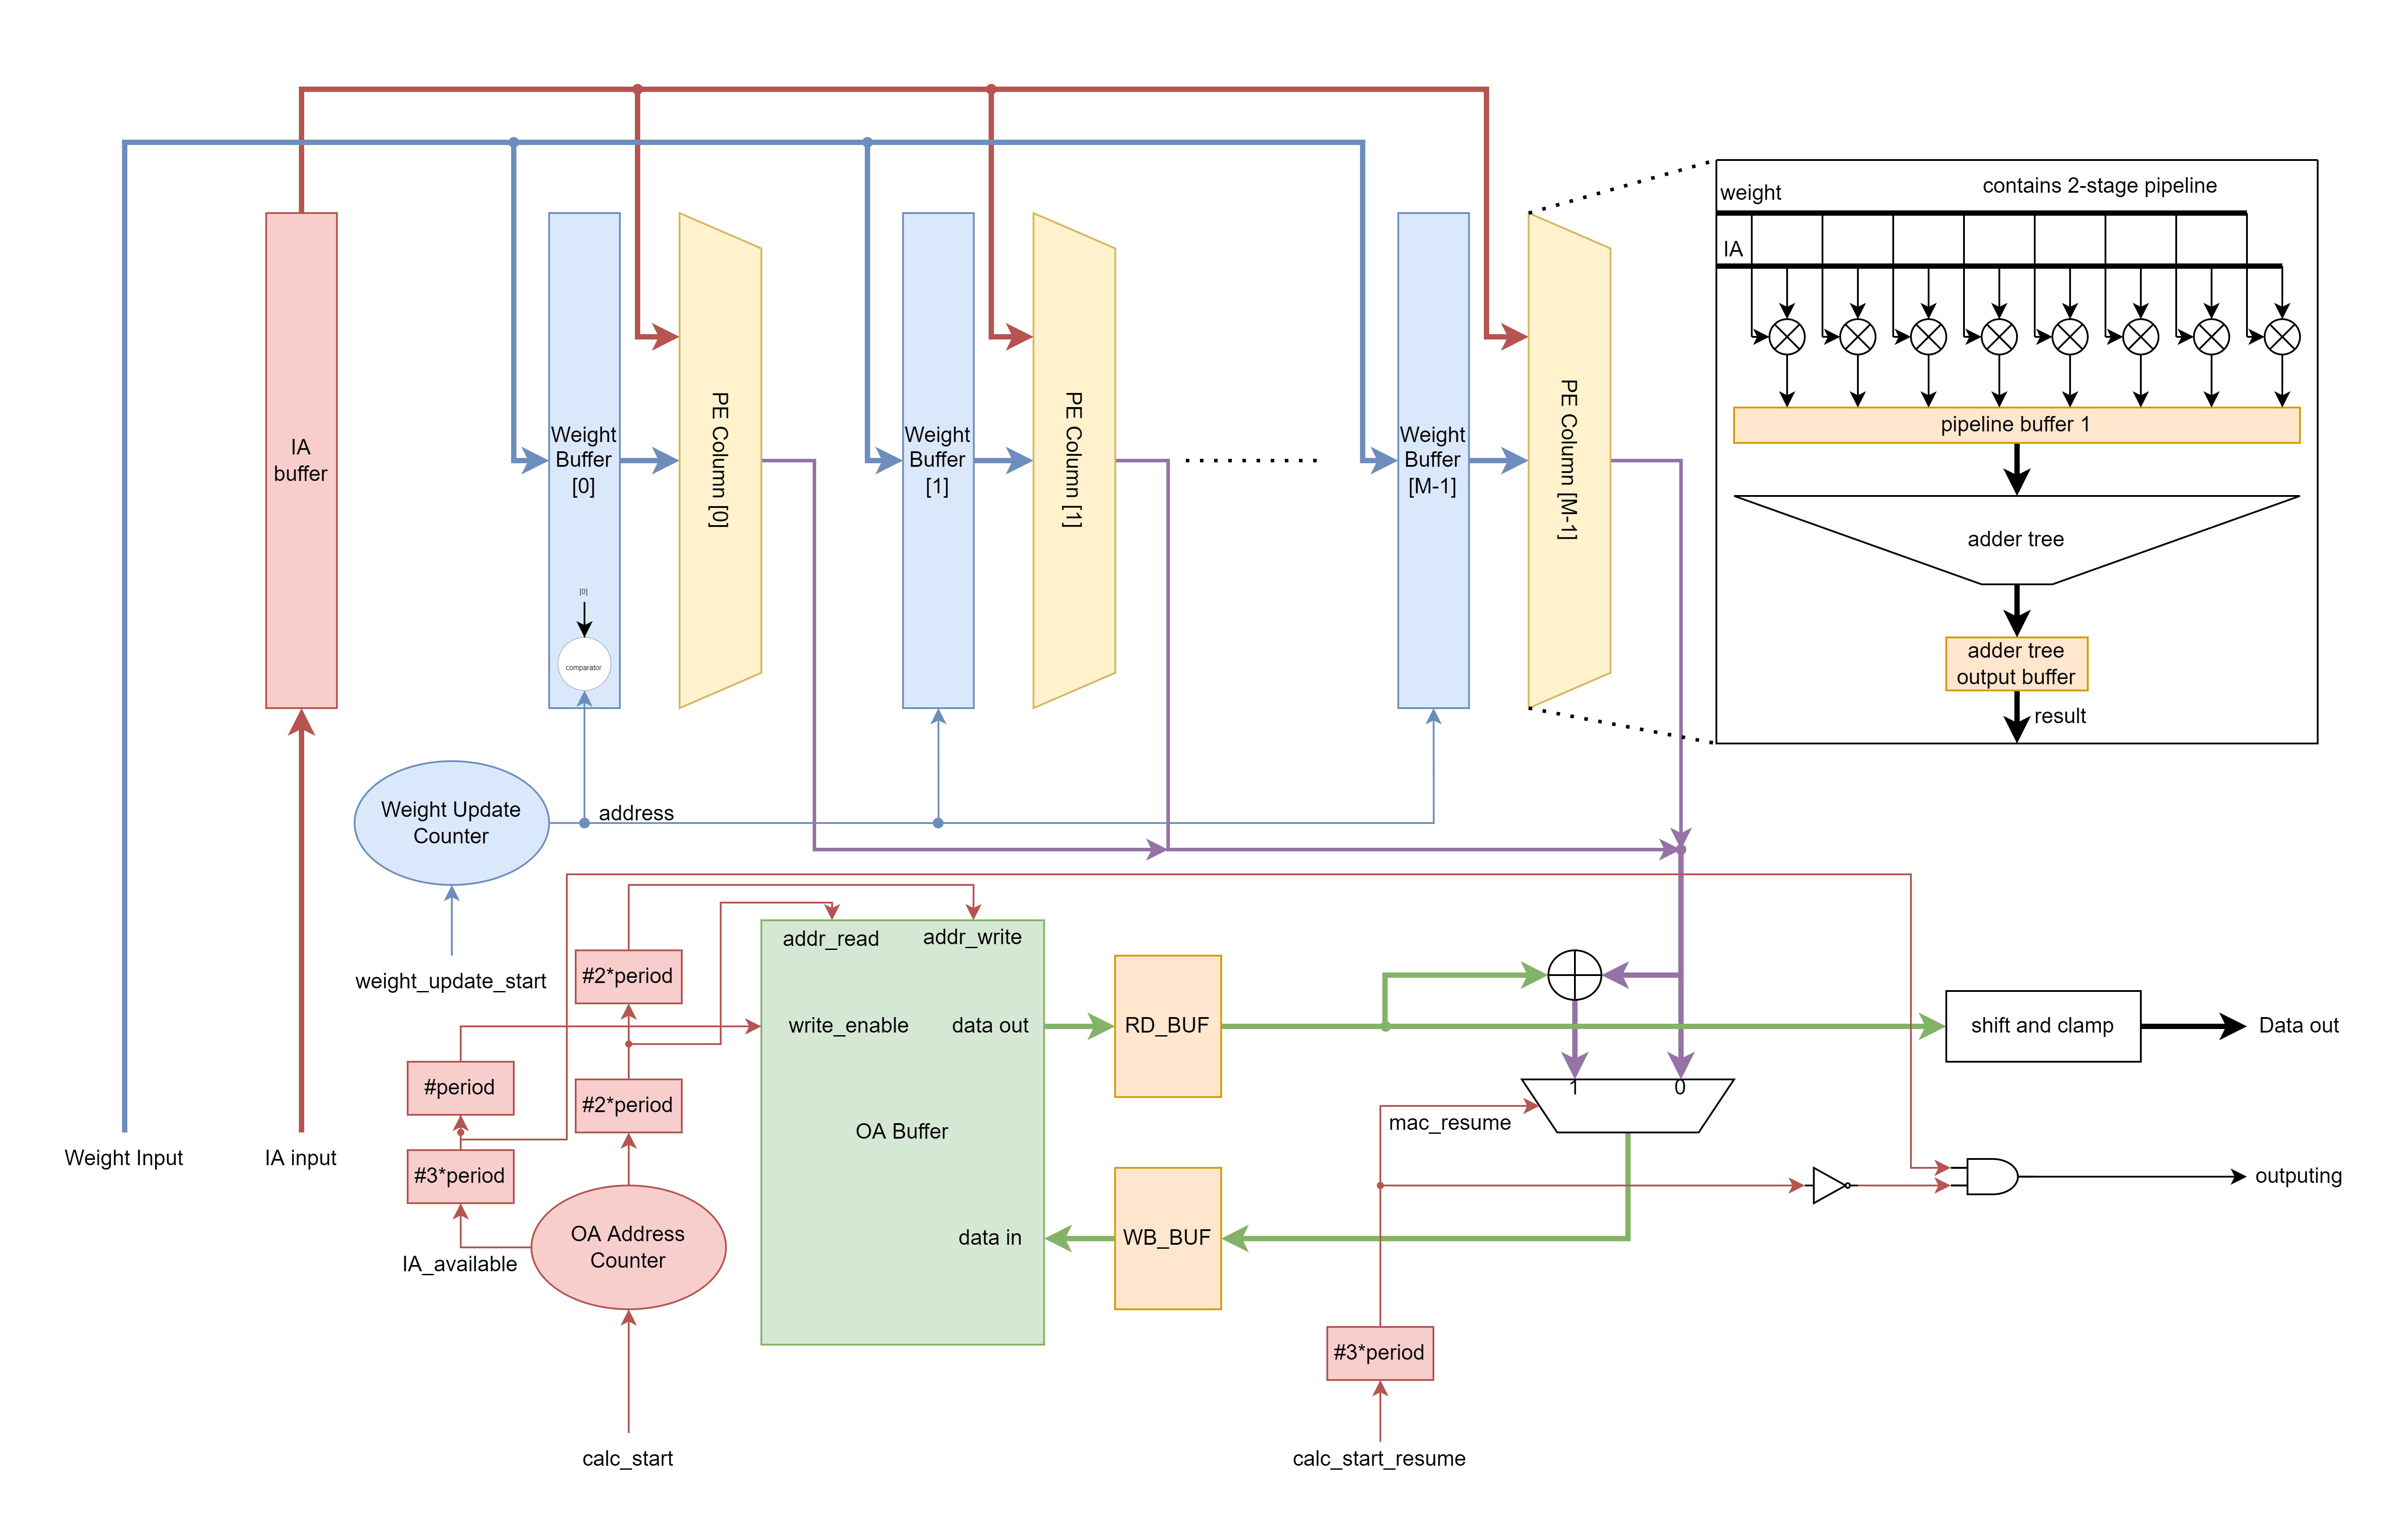 weight
contains 2-stage pipeline
IA
pipeline buffer 1
adder tree
adder tree
output buffer
result
IA
buffer
Weight
Buffer
[0]
[0]
comparator
PE Column [0]
Weight
Buffer
[1]
PE Column [1]
Weight
Buffer
[M-1]
PE Column [M-1]
Weight Update
Counter
address
weight_update_start
#2*period
addr_read
addr_write
write_enable
data out
RD_BUF
shift and clamp
Data out
#period
#2*period
1
0
mac_resume
OA Buffer
Weight Input
IA input
#3*period
outputing
OA Address
Counter
data in
WB_BUF
IA_available
#3*period
calc_start
calc_start_resume